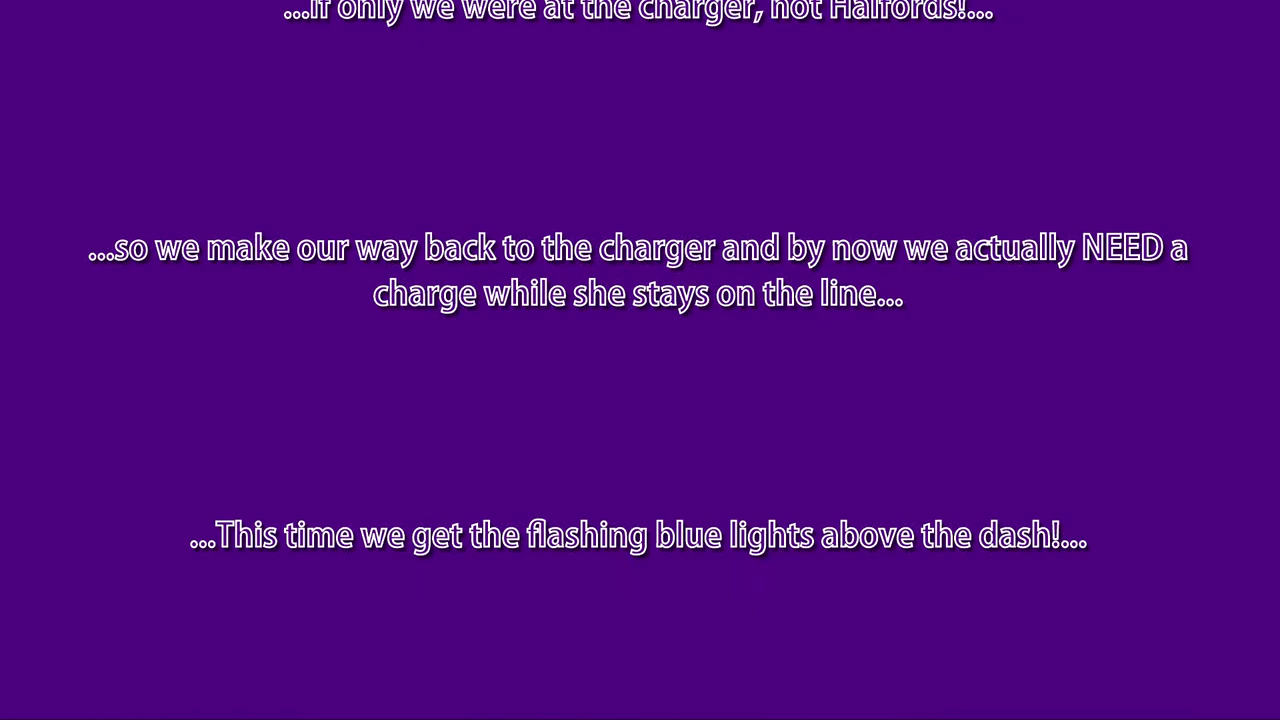 ...if only we were at the charger, not Halfords!...
...so we make our way back to the charger and by now we actually NEED a
charge while she stays on the line...
...This time we get the flashing blue lights above the dash!...